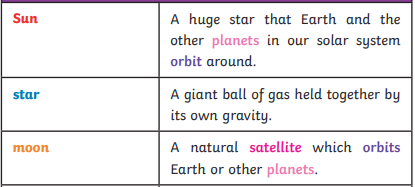 Sun
A huge star that Earth and the
other planets in our solar system
orbit around.
star
A giant ball of gas held together by
its own gravity.
moon
A natural satellite which orbits
Earth or other planets.